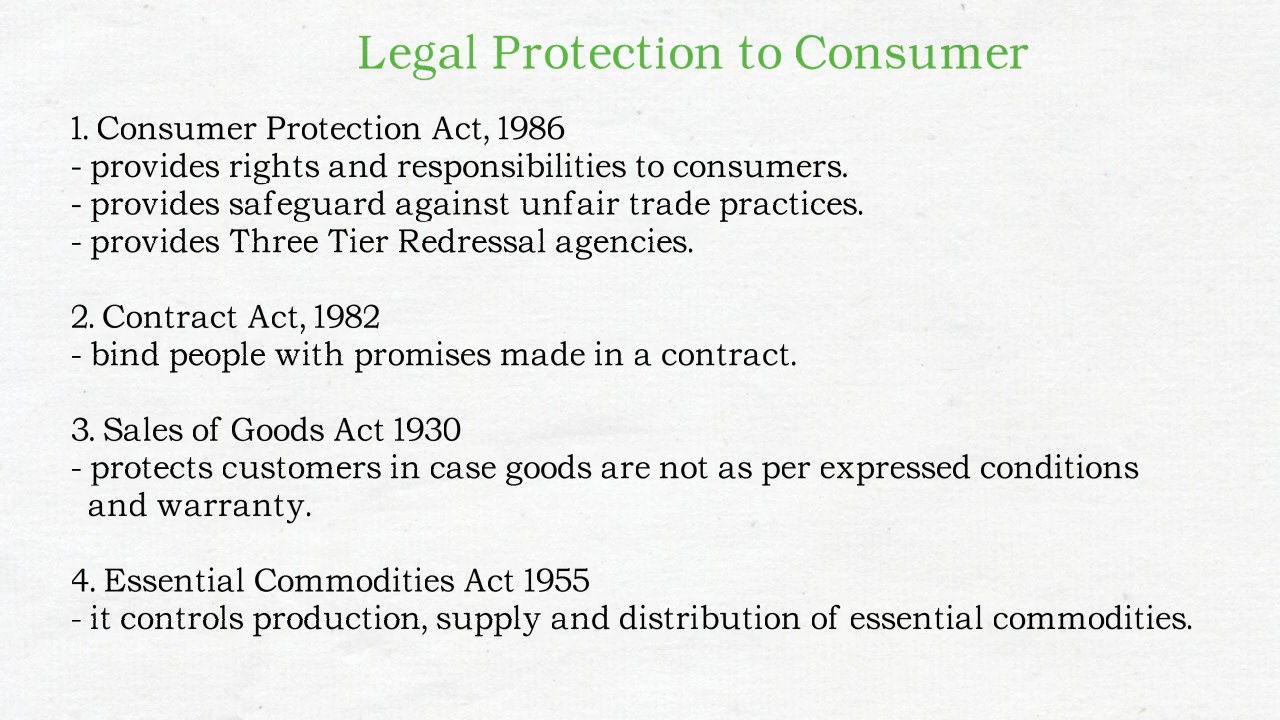 Legal Protection to Consumer
1. Consumer Protection Act, 1986
- provides rights and responsibilities to consumers.
- provides safeguard against unfair trade practices.
- provides Three Tier Redressal agencies.
2. Contract Act, 1982
- bind people with promises made in a contract.
3. Sales of Goods Act 1930
- protects customers in case goods are not as per expressed conditions
and warranty.
4. Essential Commodities Act 1955
- it controls production, supply and distribution of essential commodities.